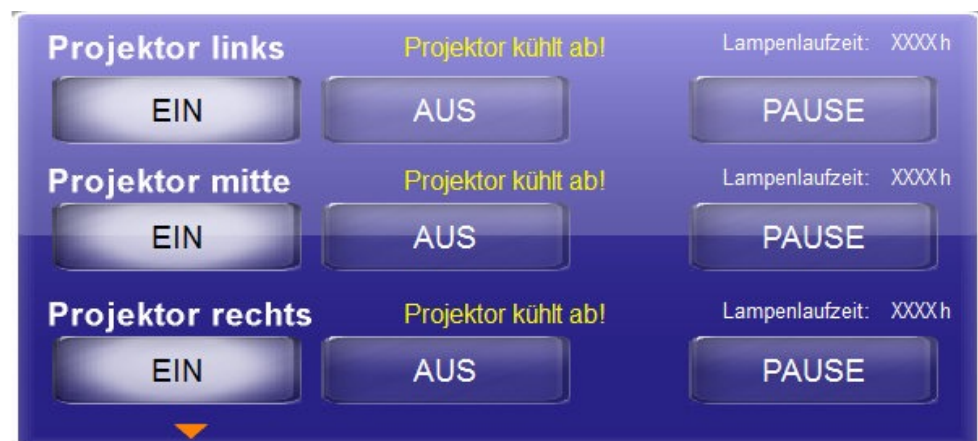 Projektor links Projektor kühlt ab! Lampenlaufzeit: XXXX h
EIN AUS PAUSE
Projektor mitte Projektor kühlt ab! Lampenlaufzeit: XXXX h
EIN AUS PAUSE
Projektor rechts Projektor kühlt ab! Lampenlaufzeit: XXXX h
EIN AUS PAUSE